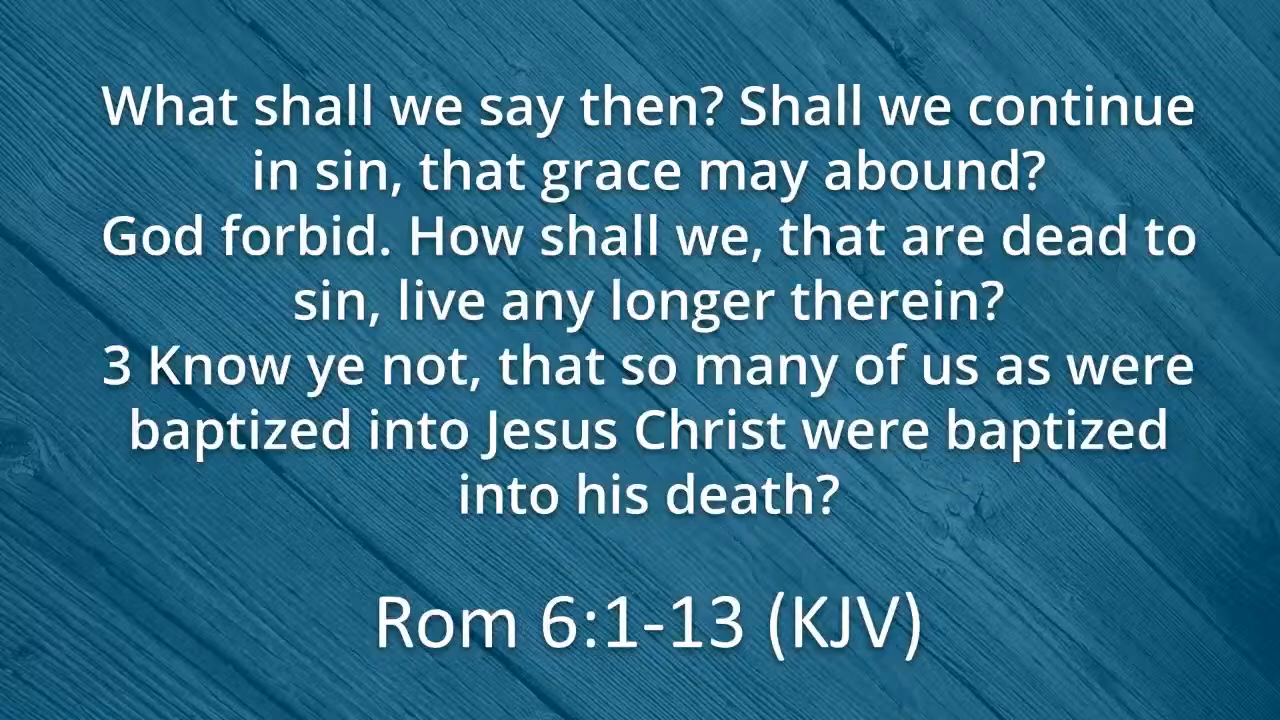 What shall we say then? Shall we continue
in sin, that grace may abound?
God forbid. How shall we, that are dead to
sin, live any longer therein?
3 Know ye not, that so many of us as were
baptized into Jesus Christ were baptized
into his death?
Rom 6:1-13 (KJV)